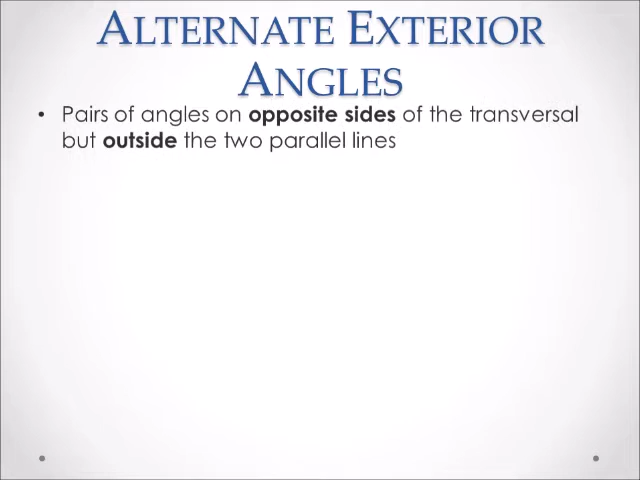 ALTERNATE EXTERIOR
ANGLES
• Pairs of angles on opposite sides of the transversal
but outside the two parallel lines